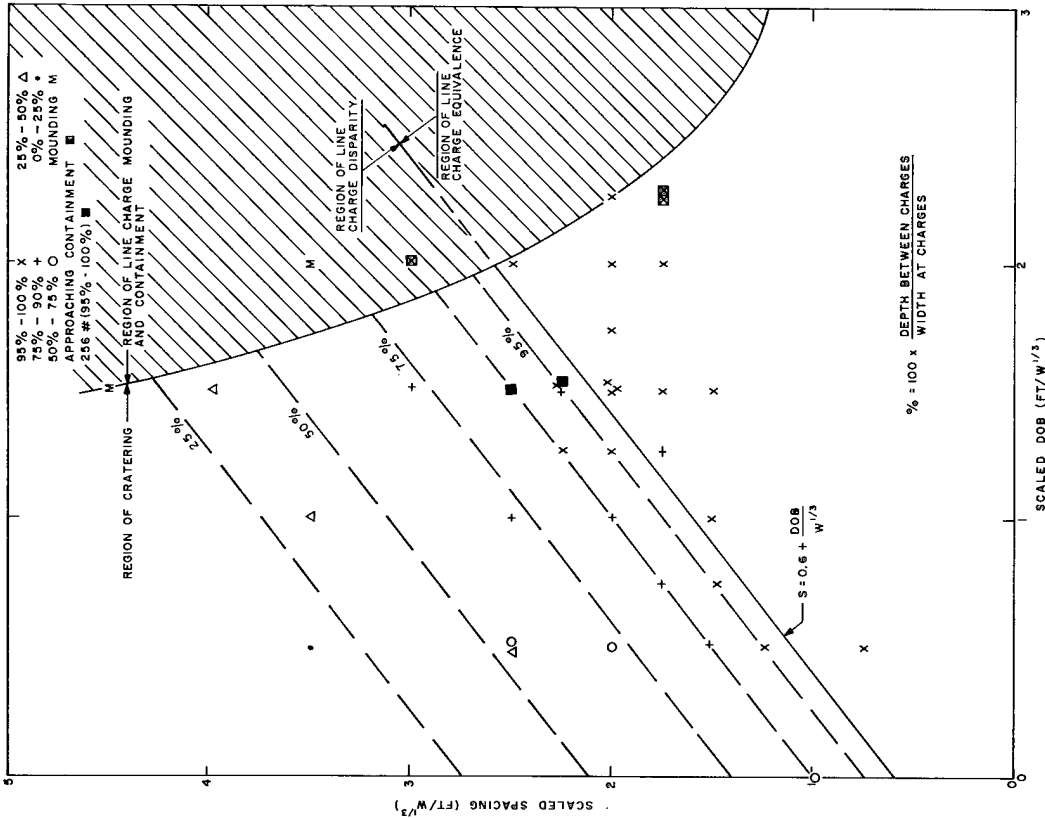 95% - 100% X
75% - 90% +
50% - 75% O
25% - 50% Δ
0% - 25% •
MOUNDING M
APPROACHING CONTAINMENT ⊠
256 # (95% - 100%) ■
REGION OF CRATERING
REGION OF LINE CHARGE MOUNDING
AND CONTAINMENT
REGION OF LINE
CHARGE DISPARITY
REGION OF LINE
CHARGE EQUIVALENCE
25%
50%
75%
95%
M
M
S = 0.6 + DOB
W1/3
% = 100 x DEPTH BETWEEN CHARGES
WIDTH AT CHARGES
SCALED SPACING (FT/W1/3)
5
4
3
2
1
0
0
1
2
3
SCALED DOB (FT/W1/3)